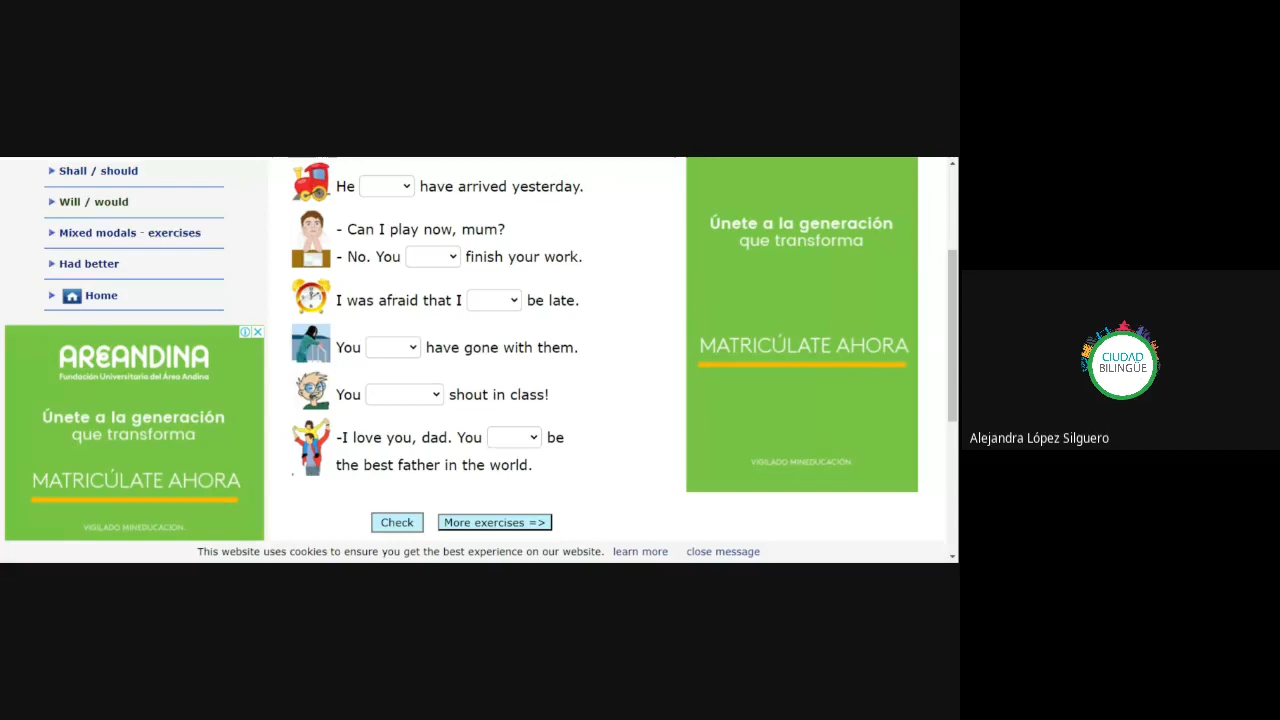 Shall / should
Will / would
Mixed modals - exercises
Had better
Home
AREANDINA
Fundación Universitaria del Área Andina
Únete a la generación
que transforma
MATRICÚLATE AHORA
VIGILADO MINEDUCACIÓN
He have arrived yesterday.
- Can I play now, mum?
- No. You finish your work.
I was afraid that I be late.
You have gone with them.
You shout in class!
-I love you, dad. You be
the best father in the world.
Check
More exercises =>
Únete a la generación
que transforma
MATRICÚLATE AHORA
VIGILADO MINEDUCACIÓN
This website uses cookies to ensure you get the best experience on our website. learn more close message
CIUDAD
BILINGÜE
Alejandra López Silguero